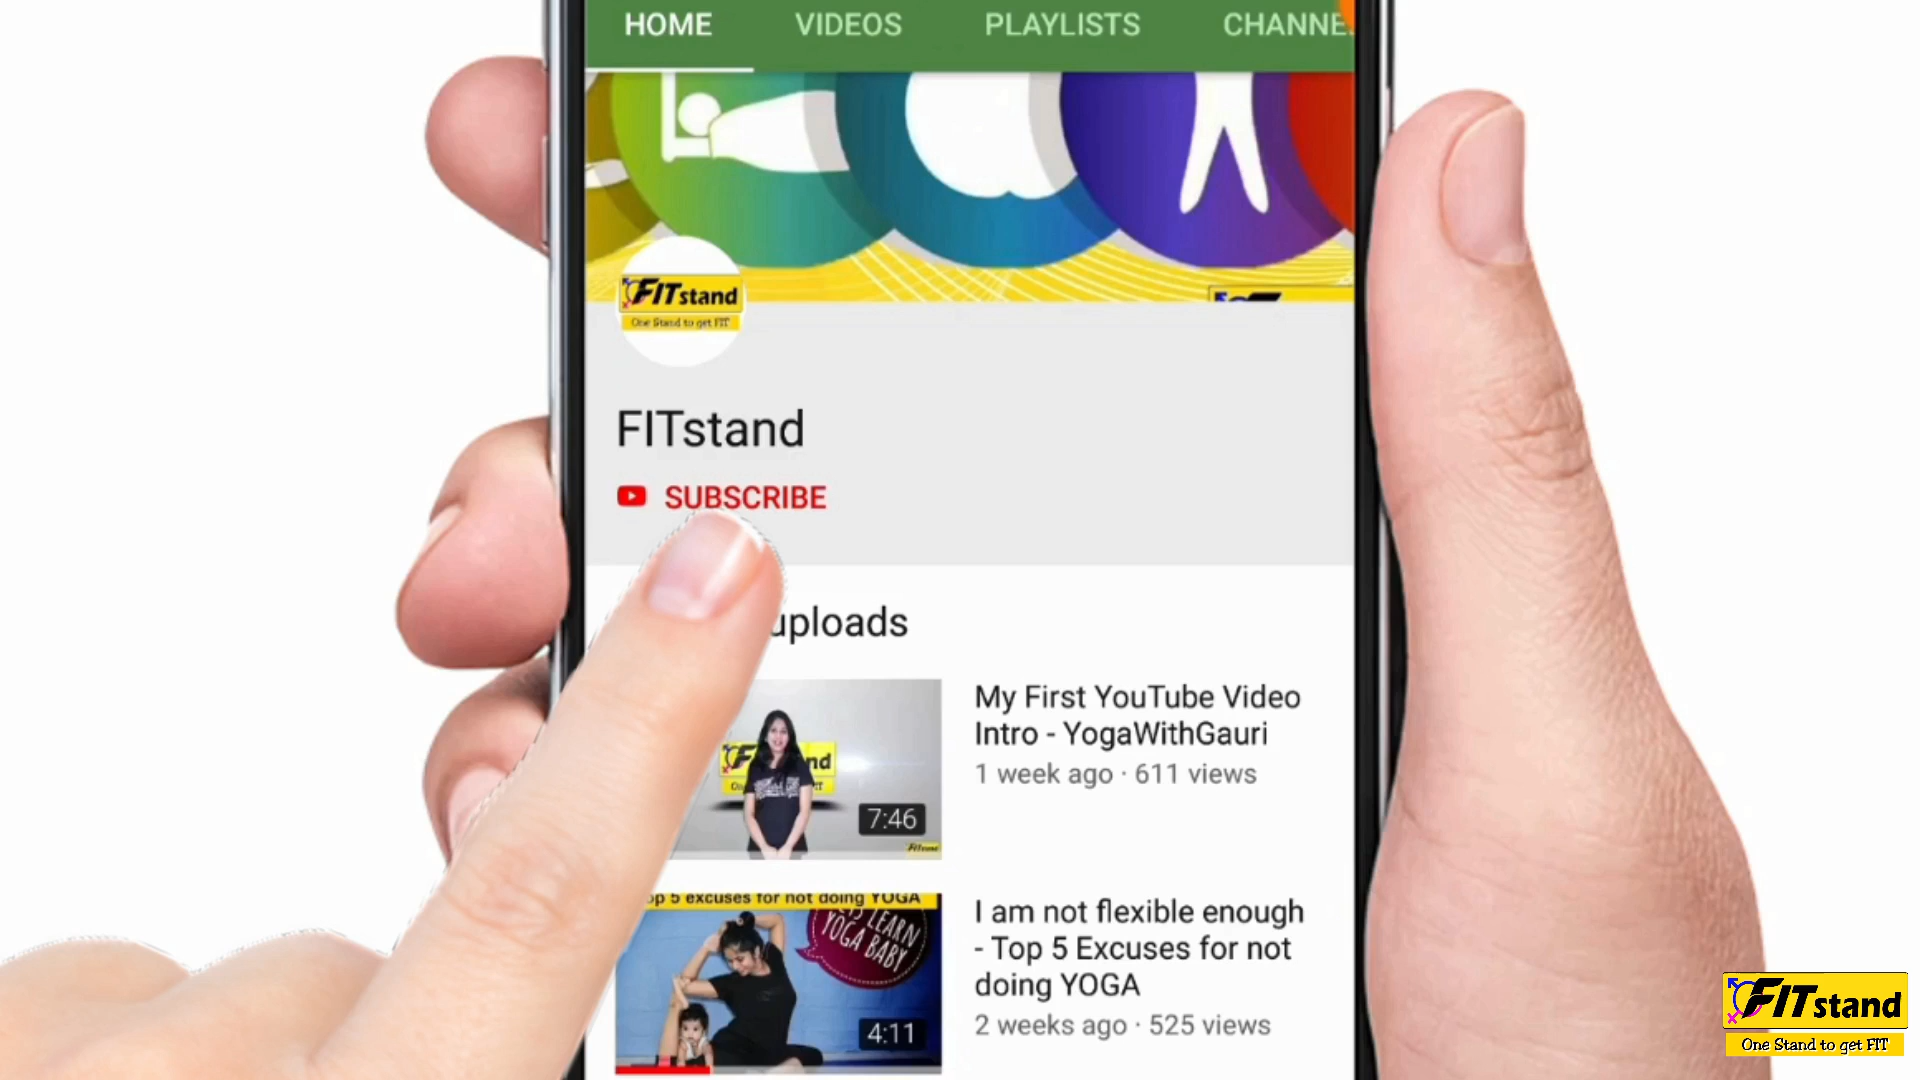 HOME VIDEOS PLAYLISTS CHANNE
FITstand
One Stand to get FIT
FITstand
SUBSCRIBE
uploads
My First YouTube Video
Intro - YogaWithGauri
1 week ago · 611 views
7:46
FITstand
op 5 excuses for not doing YOGA
LEARN
YOGA BABY
4:11
I am not flexible enough
- Top 5 Excuses for not
doing YOGA
2 weeks ago · 525 views
FITstand
One Stand to get FIT